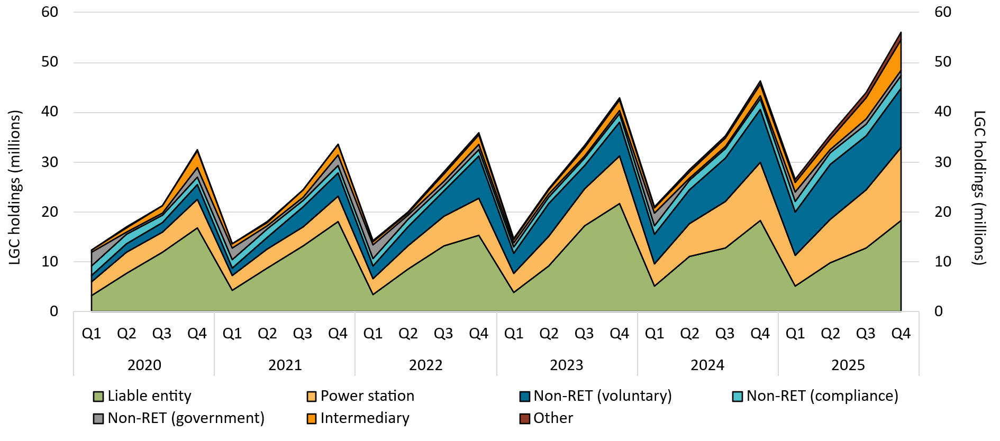 60
50
40
30
20
10
0
LGC holdings (millions)
60
50
40
30
20
10
0
LGC holdings (millions)
Q1 Q2 Q3 Q4 Q1 Q2 Q3 Q4 Q1 Q2 Q3 Q4 Q1 Q2 Q3 Q4 Q1 Q2 Q3 Q4 Q1 Q2 Q3 Q4
2020 2021 2022 2023 2024 2025
Liable entity Power station Non-RET (voluntary) Non-RET (compliance)
Non-RET (government) Intermediary Other